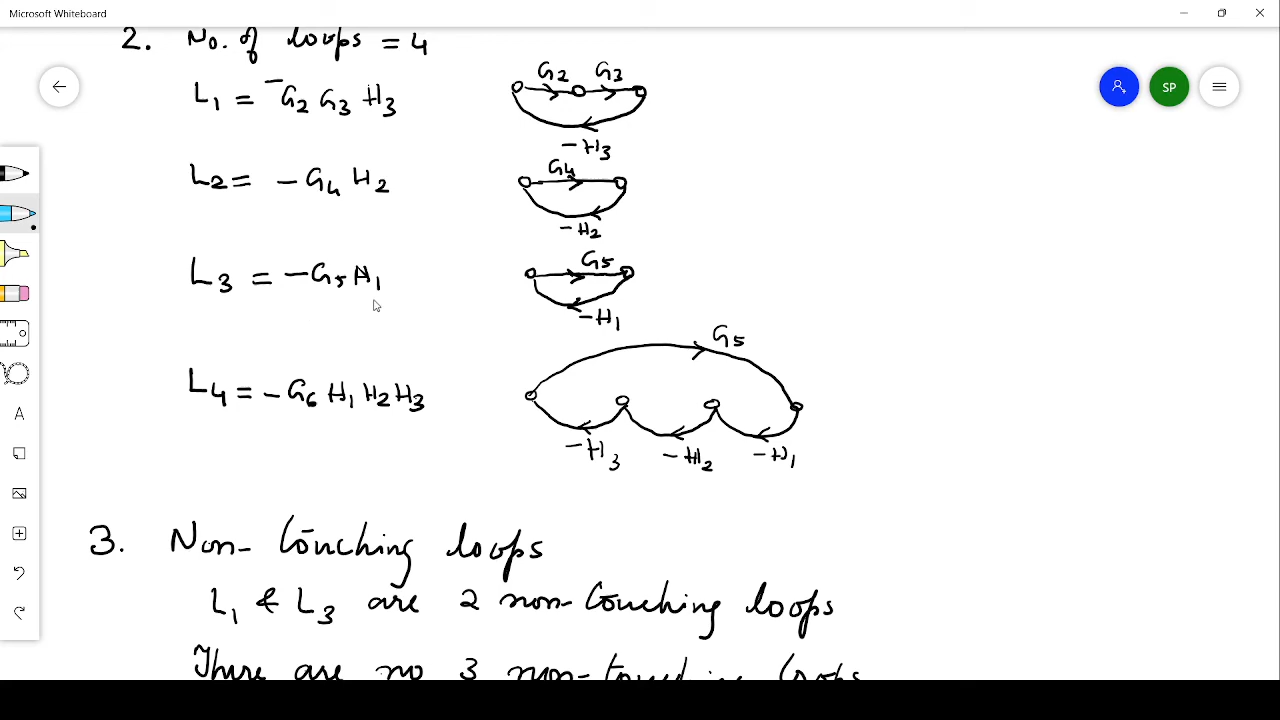 Microsoft Whiteboard
2. No. of loops = 4
L1 = -G2 G3 H3
G2 G3
-H3
L2 = -G4 H2
G4
-H2
L3 = -G5 H1
G5
-H1
L4 = -G6 H1 H2 H3
G5
-H3 -H2 -H1
3. Non-touching loops
L1 & L3 are 2 non-touching loops
There are no 3 non-touching loops
SP
A